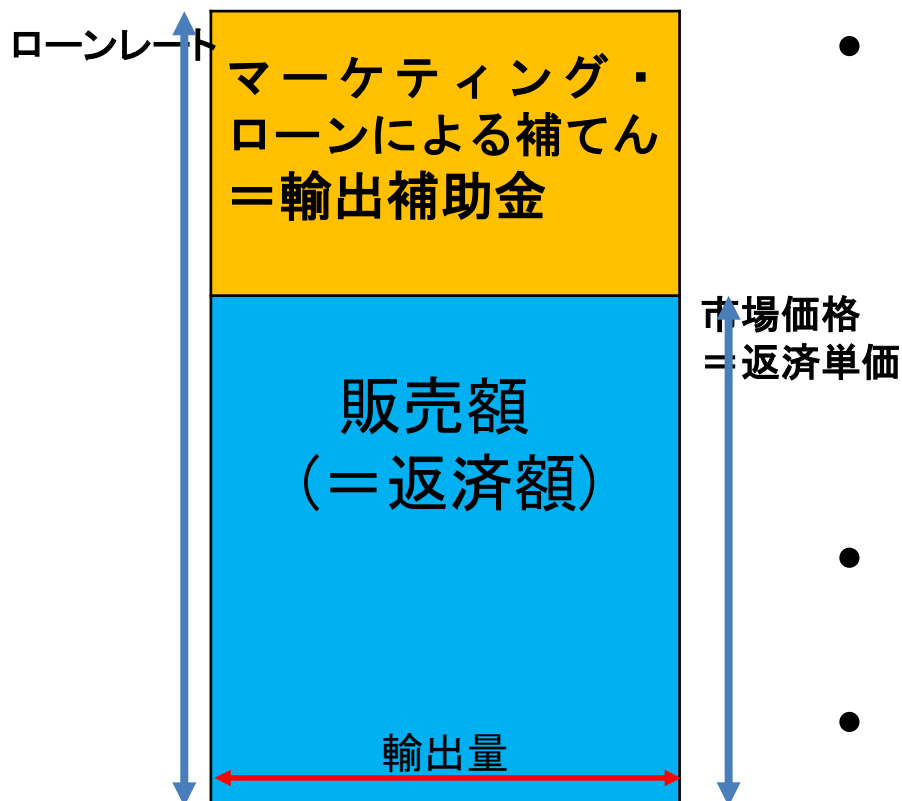 ローンレート
マーケティング・
ローンによる補てん
＝輸出補助金
市場価格
＝返済単価
販売額
（＝返済額）
輸出量